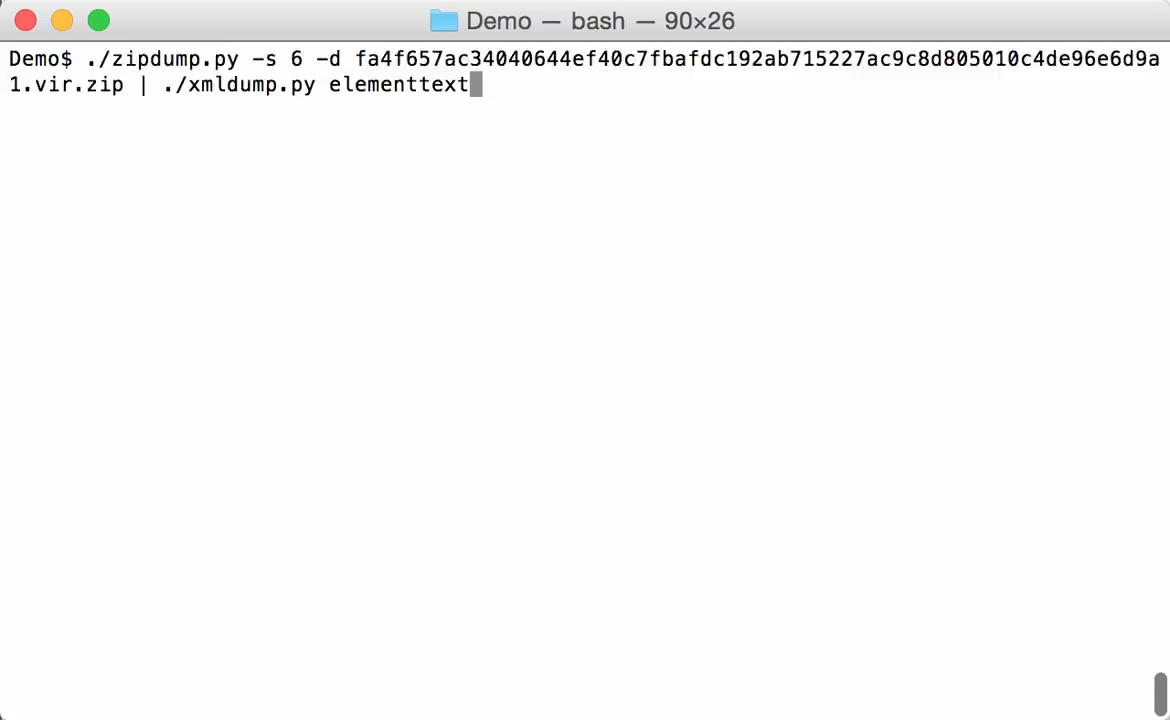 Demo — bash — 90×26
Demo$ ./zipdump.py -s 6 -d fa4f657ac34040644ef40c7fbafdc192ab715227ac9c8d805010c4de96e6d9a
1.vir.zip | ./xmldump.py elementtext